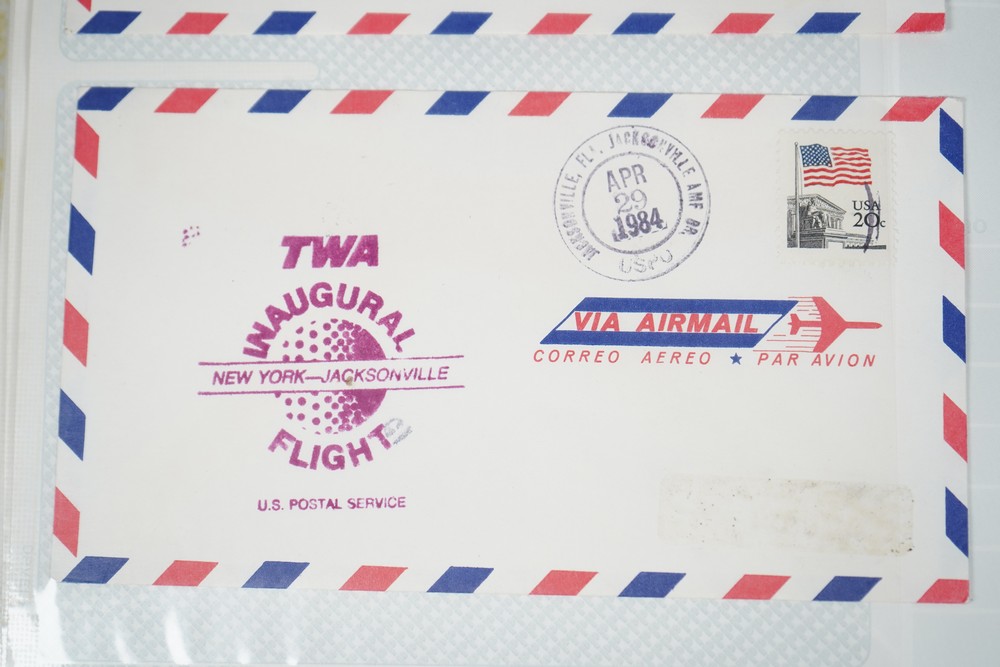 JACKSONVILLE, FLA. JACKSONVILLE AMF BR.
APR
29
1984
USPO
USA
20c
TWA
INAUGURAL
NEW YORK—JACKSONVILLE
FLIGHT
U.S. POSTAL SERVICE
VIA AIRMAIL
CORREO AEREO ★ PAR AVION